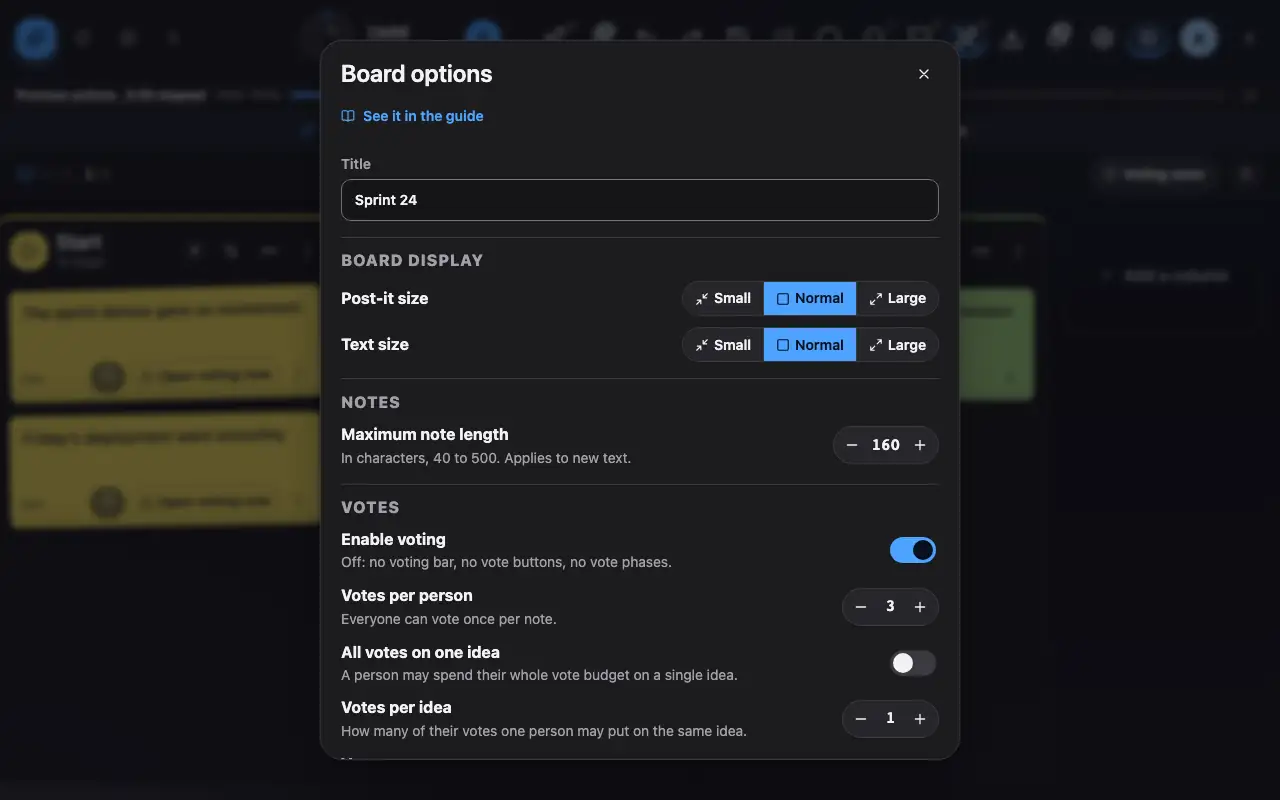 Board options
See it in the guide
Title
Sprint 24
BOARD DISPLAY
Post-it size
Small Normal Large
Text size
Small Normal Large
NOTES
Maximum note length
In characters, 40 to 500. Applies to new text.
− 160 +
VOTES
Enable voting
Off: no voting bar, no vote buttons, no vote phases.
Votes per person
Everyone can vote once per note.
− 3 +
All votes on one idea
A person may spend their whole vote budget on a single idea.
Votes per idea
How many of their votes one person may put on the same idea.
− 1 +
Start
Add a column